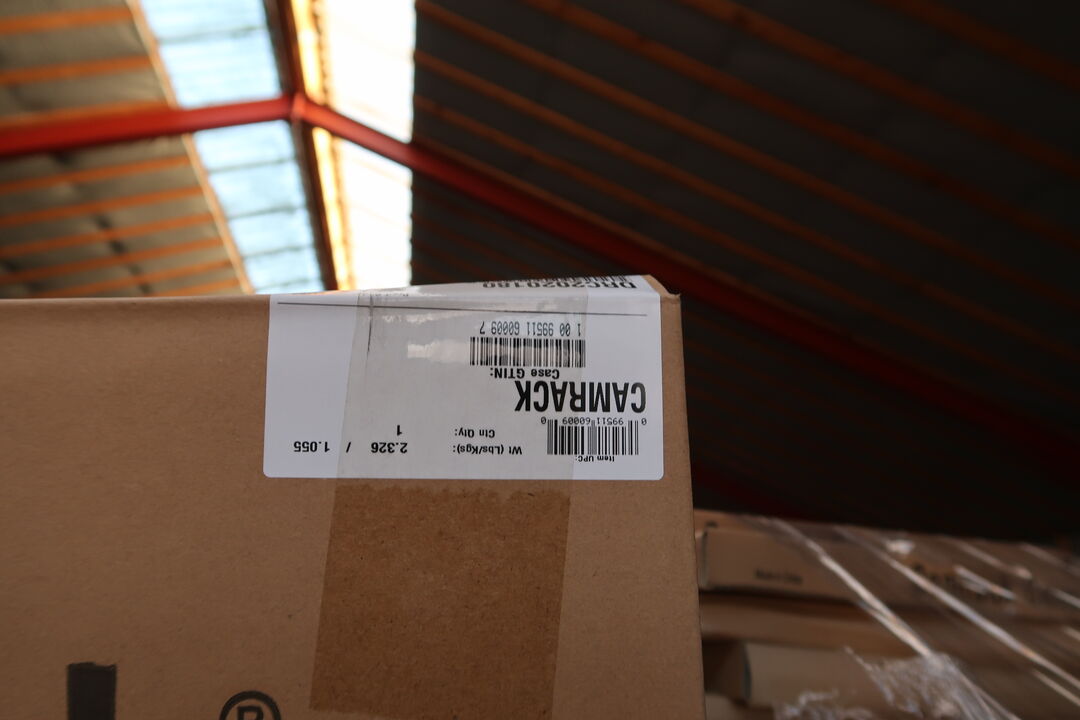 DRC2020180
Item UPC:
0 99511 60009 0
Wt (Lbs/Kgs): 2.326 / 1.055
Ctn Qty: 1
CAMRACK
Case GTIN:
1 00 99511 60009 7
®